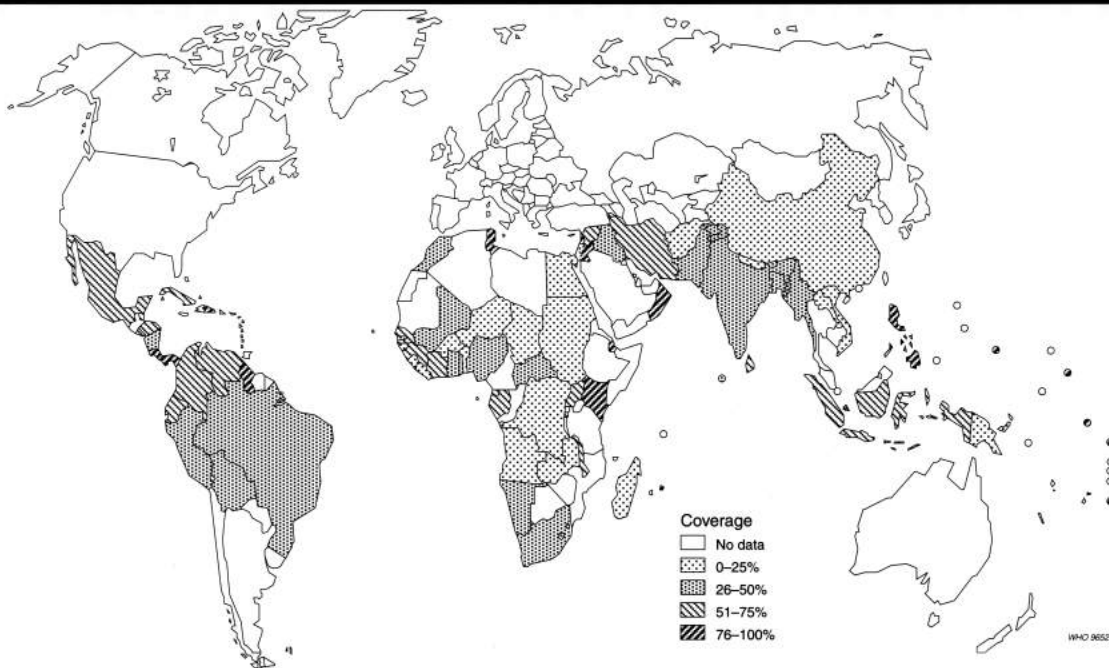 Coverage
No data
0–25%
26–50%
51–75%
76–100%
WHO 9652